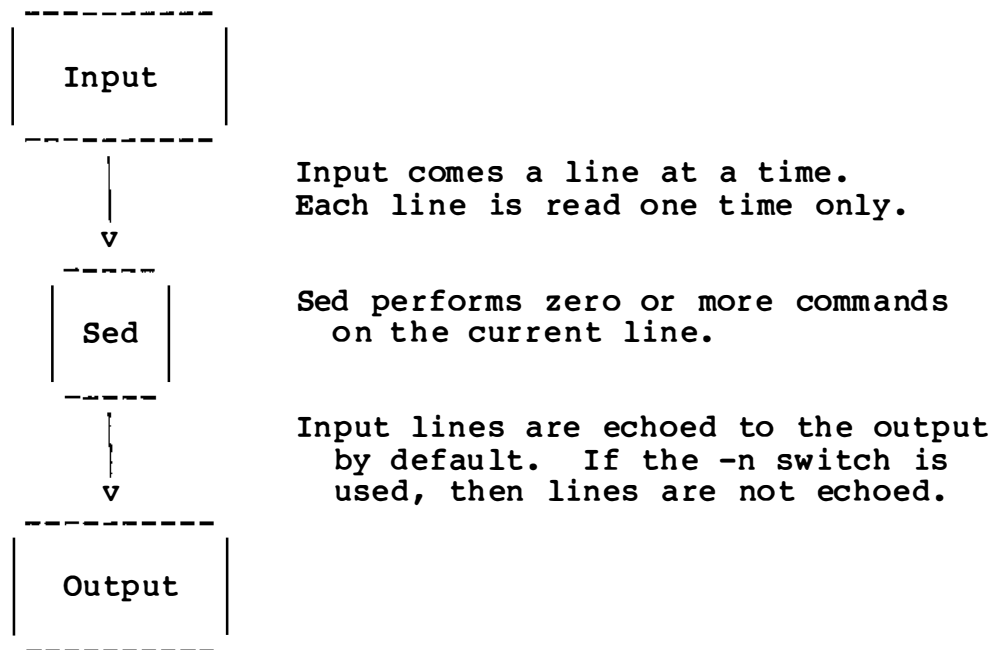 Input
Input comes a line at a time.
Each line is read one time only.
Sed performs zero or more commands
on the current line.
Sed
Input lines are echoed to the output
by default. If the -n switch is
used, then lines are not echoed.
Output